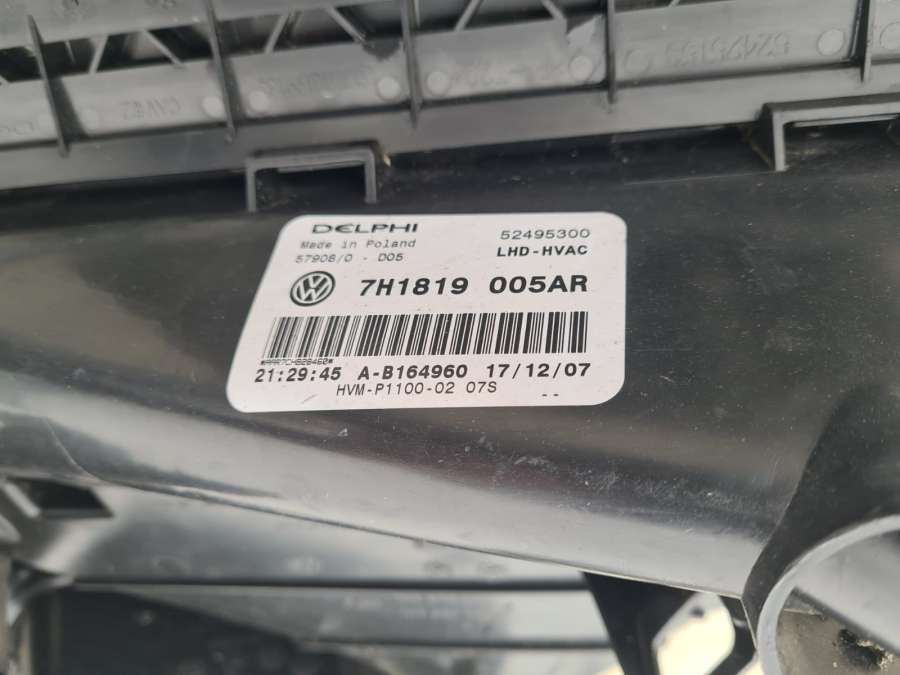 DELPHI
Made in Poland
57908/0 - D05
52495300
LHD-HVAC
7H1819 005AR
21:29:45 A-B164960 17/12/07
HVM-P1100-02 07S
--